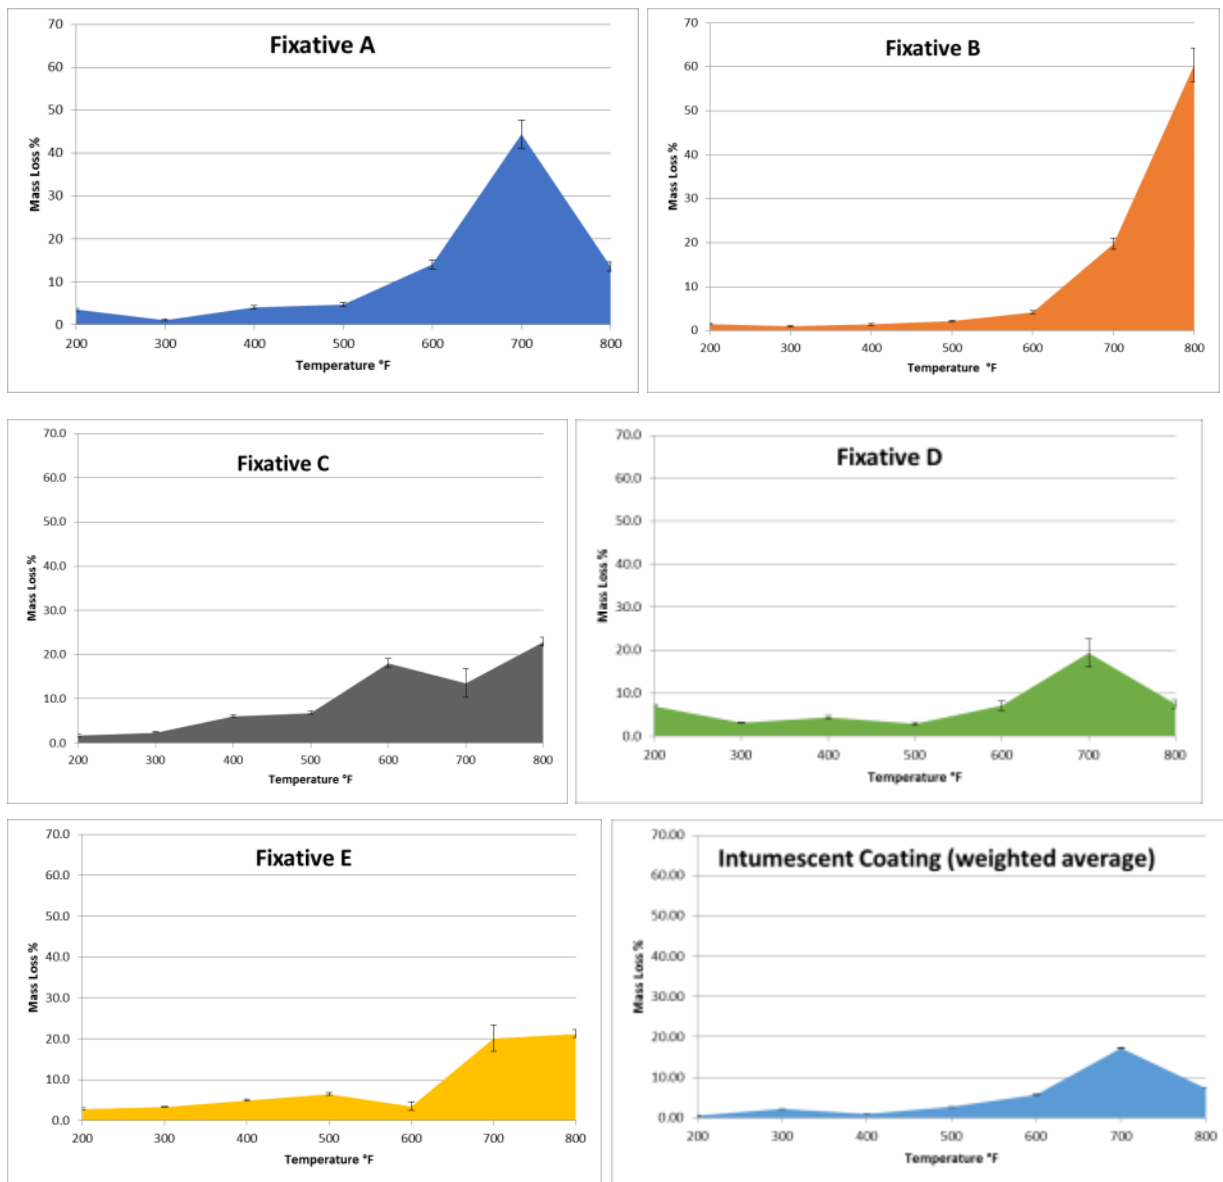 Fixative A
70
60
50
40
30
20
10
0
Mass Loss %
200 300 400 500 600 700 800
Temperature °F
Fixative B
70
60
50
40
30
20
10
0
Mass Loss %
200 300 400 500 600 700 800
Temperature °F
Fixative C
70.0
60.0
50.0
40.0
30.0
20.0
10.0
0.0
Mass Loss %
200 300 400 500 600 700 800
Temperature °F
Fixative D
70.0
60.0
50.0
40.0
30.0
20.0
10.0
0.0
Mass Loss %
200 300 400 500 600 700 800
Temperature °F
Fixative E
70.0
60.0
50.0
40.0
30.0
20.0
10.0
0.0
Mass Loss %
200 300 400 500 600 700 800
Temperature °F
Intumescent Coating (weighted average)
70.00
60.00
50.00
40.00
30.00
20.00
10.00
0.00
Mass Loss %
200 300 400 500 600 700 800
Temperature °F